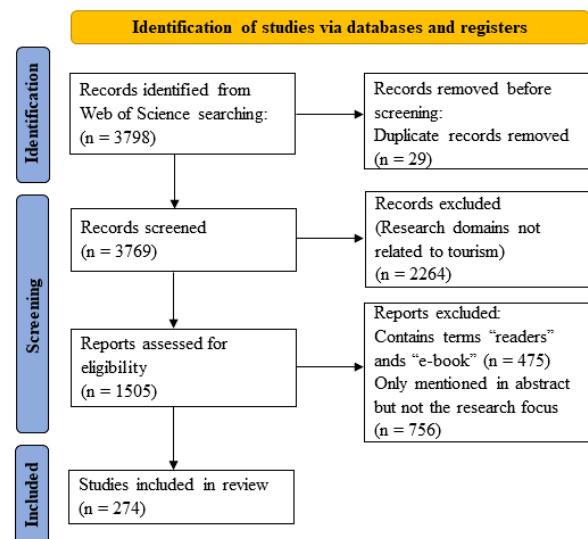 Identification of studies via databases and registers
Identification
Records identified from
Web of Science searching:
(n = 3798)
Records removed before
screening:
Duplicate records removed
(n = 29)
Screening
Records screened
(n = 3769)
Records excluded
(Research domains not
related to tourism)
(n = 2264)
Reports assessed for
eligibility
(n = 1505)
Reports excluded:
Contains terms “readers”
ands “e-book” (n = 475)
Only mentioned in abstract
but not the research focus
(n = 756)
Included
Studies included in review
(n = 274)